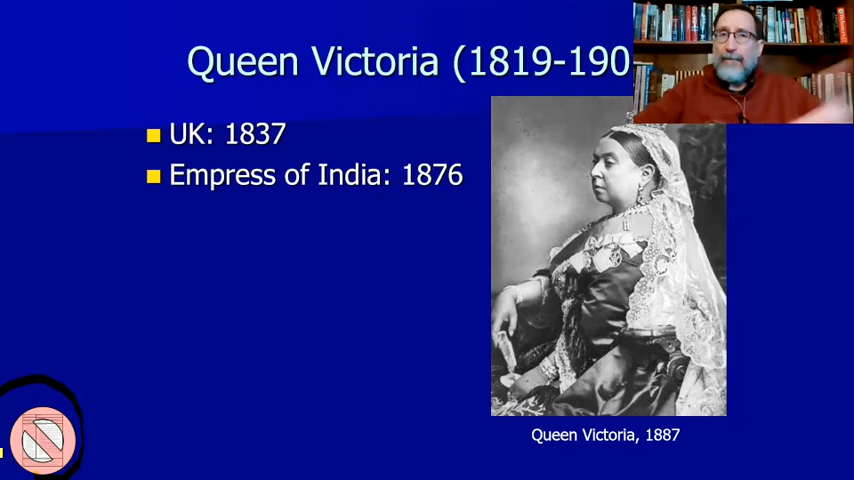 Queen Victoria (1819-190
UK: 1837
Empress of India: 1876
Queen Victoria, 1887